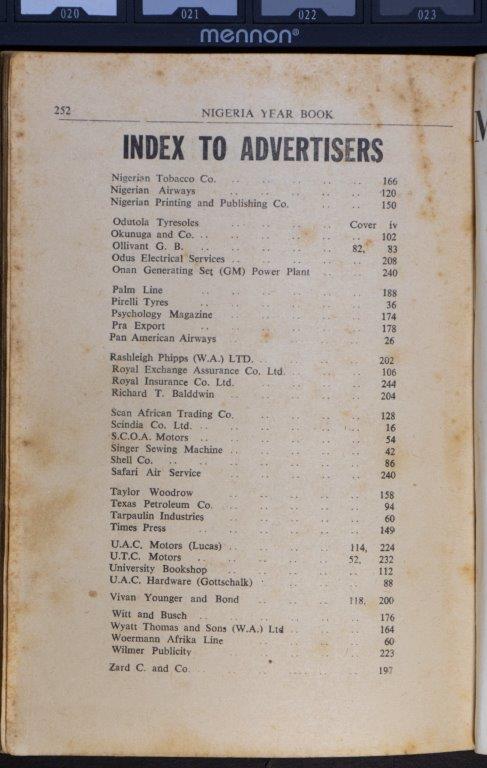 020 021 022 023
mennon®
252 NIGERIA YEAR BOOK
INDEX TO ADVERTISERS
Nigerian Tobacco Co. .. .. .. .. .. 166
Nigerian Airways .. .. .. .. .. 120
Nigerian Printing and Publishing Co. .. .. .. 150
Odutola Tyresoles .. .. .. .. Cover iv
Okunuga and Co. .. .. .. .. .. .. 102
Ollivant G. B. .. .. .. .. .. 82, 83
Odus Electrical Services .. .. .. .. .. 208
Onan Generating Set (GM) Power Plant .. .. 240
Palm Line .. .. .. .. .. .. 188
Pirelli Tyres .. .. .. .. .. .. 36
Psychology Magazine .. .. .. .. .. 174
Pra Export .. .. .. .. .. .. 178
Pan American Airways .. .. .. .. .. 26
Rashleigh Phipps (W.A.) LTD. .. .. .. .. 202
Royal Exchange Assurance Co. Ltd. .. .. .. 106
Royal Insurance Co. Ltd. .. .. .. .. 244
Richard T. Balddwin .. .. .. .. .. 204
Scan African Trading Co. .. .. .. .. 128
Scindia Co. Ltd. .. .. .. .. .. .. 16
S.C.O.A. Motors .. .. .. .. .. .. 54
Singer Sewing Machine .. .. .. .. .. 42
Shell Co. .. .. .. .. .. .. 86
Safari Air Service .. .. .. .. .. 240
Taylor Woodrow .. .. .. .. .. 158
Texas Petroleum Co. .. .. .. .. .. 94
Tarpaulin Industries .. .. .. .. .. 60
Times Press .. .. .. .. .. 149
U.A.C. Motors (Lucas) .. .. .. .. 114, 224
U.T.C. Motors .. .. .. .. .. 52, 232
University Bookshop .. .. .. .. .. 112
U.A.C. Hardware (Gottschalk) .. .. .. .. 88
Vivan Younger and Bond .. .. .. .. 118, 200
Witt and Busch .. .. .. .. .. .. 176
Wyatt Thomas and Sons (W.A.) Ltd .. .. .. 164
Woermann Afrika Line .. .. .. .. .. 60
Wilmer Publicity .. .. .. .. .. 223
Zard C. and Co. .. .. .. .. .. 197